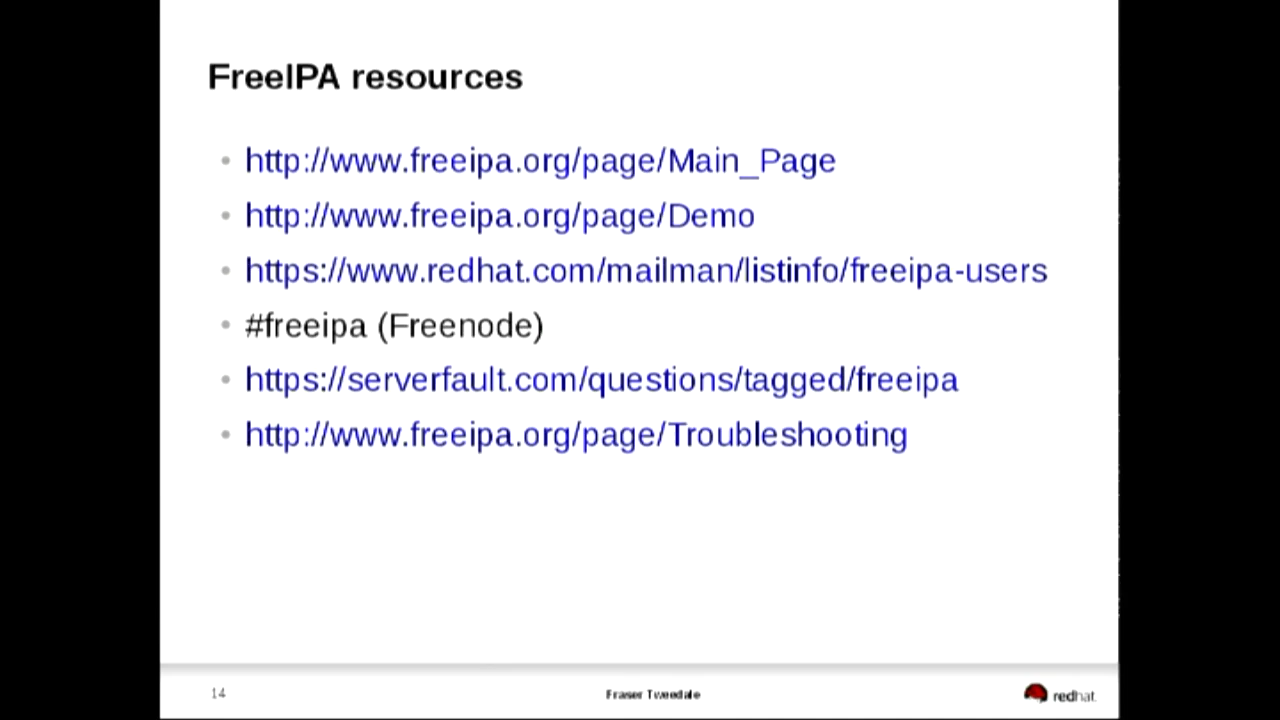 FreeIPA resources
http://www.freeipa.org/page/Main_Page
http://www.freeipa.org/page/Demo
https://www.redhat.com/mailman/listinfo/freeipa-users
#freeipa (Freenode)
https://serverfault.com/questions/tagged/freeipa
http://www.freeipa.org/page/Troubleshooting
14
Fraser Tweedale
redhat.